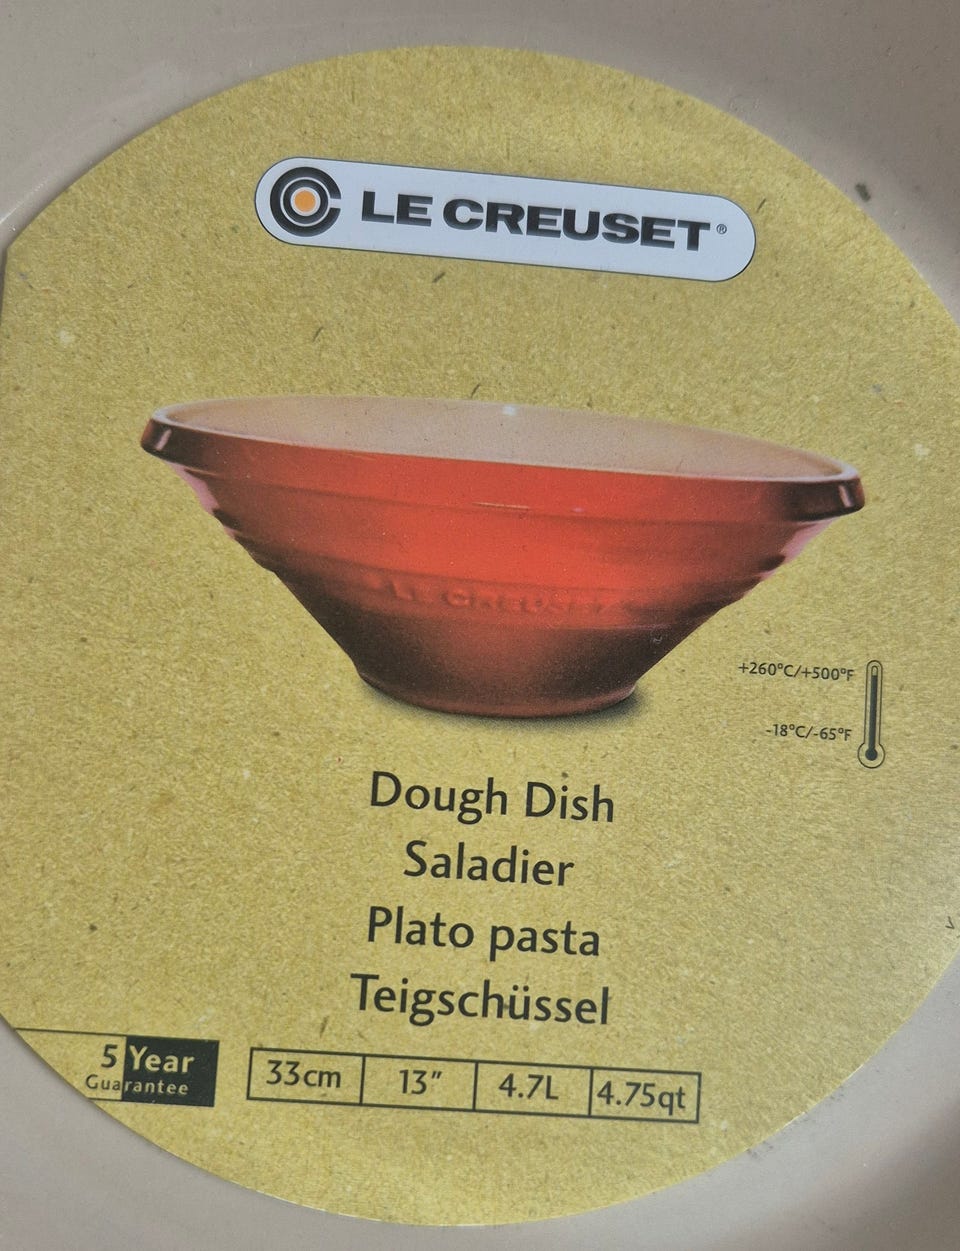 LE CREUSET®
LE CREUSET
+260°C/+500°F
-18°C/-65°F
Dough Dish
Saladier
Plato pasta
Teigschüssel
5 Year
Guarantee
33cm 13" 4.7L 4.75qt